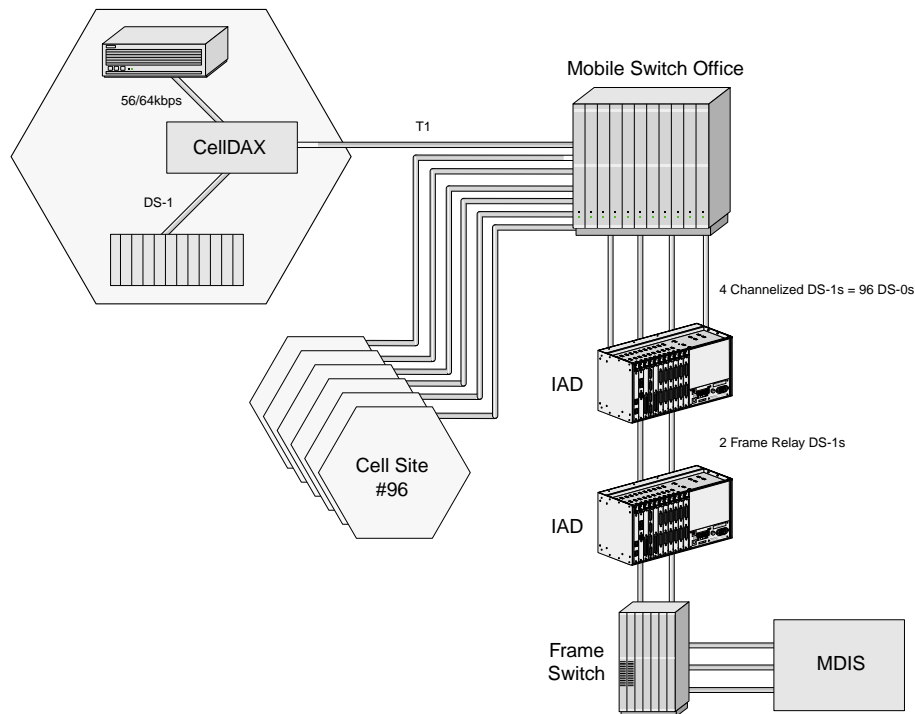 Mobile Switch Office
56/64kbps
T1
CellDAX
DS-1
4 Channelized DS-1s = 96 DS-0s
IAD
2 Frame Relay DS-1s
Cell Site
#96
IAD
Frame
Switch
MDIS